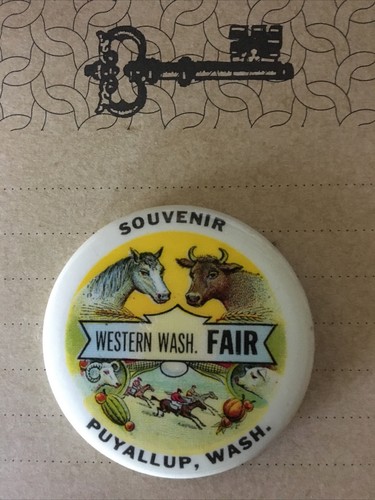 SOUVENIR
WESTERN WASH. FAIR
PUYALLUP, WASH.